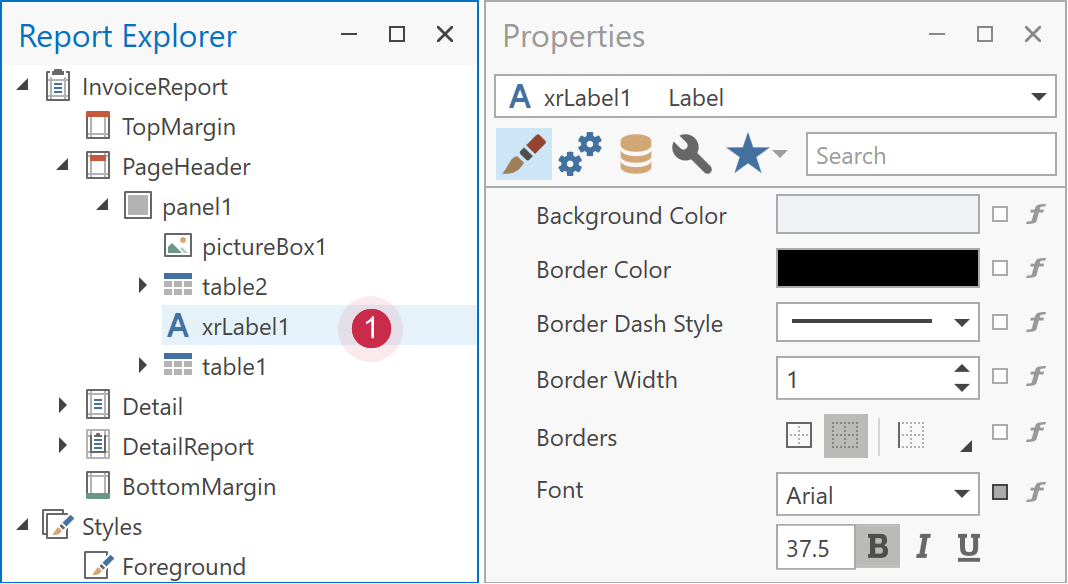 Report Explorer
InvoiceReport
TopMargin
PageHeader
panel1
pictureBox1
table2
A xrLabel1
1
table1
Detail
DetailReport
BottomMargin
Styles
Foreground
Properties
A xrLabel1 Label
Search
Background Color
Border Color
Border Dash Style
Border Width 1
Borders
Font Arial
37.5 B I U